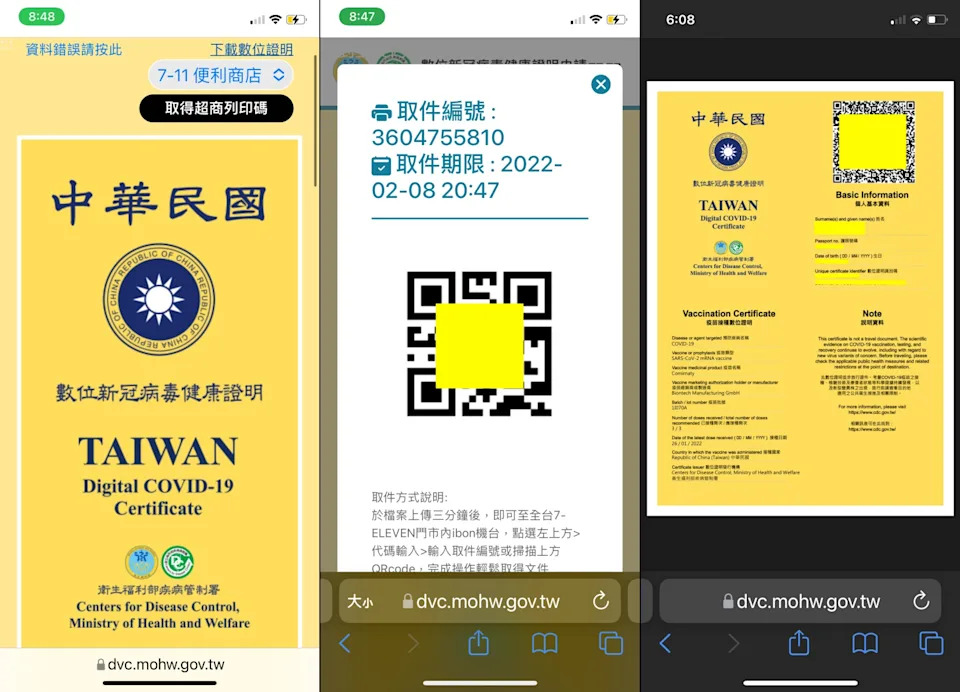 8:48
資料錯誤請按此
下載數位證明
7-11 便利商店
取得超商列印碼
中華民國
REPUBLIC OF CHINA
REPUBLIC OF CHINA
數位新冠病毒健康證明
TAIWAN
Digital COVID-19
Certificate
衛生福利部疾病管制署
Centers for Disease Control,
Ministry of Health and Welfare
dvc.mohw.gov.tw
8:47
數位新冠病毒健康證明申請
取件編號 :
3604755810
取件期限 : 2022-
02-08 20:47
取件方式說明:
於檔案上傳三分鐘後，即可至全台7-
ELEVEN門市內ibon機台，點選左上方>
代碼輸入>輸入取件編號或掃描上方
QRcode，完成操作輕鬆取得文件
大小
dvc.mohw.gov.tw
6:08
中華民國
數位新冠病毒健康證明
TAIWAN
Digital COVID-19
Certificate
衛生福利部疾病管制署
Centers for Disease Control,
Ministry of Health and Welfare
Basic Information
個人基本資料
Surname(s) and given name(s) 姓名
Passport no. 護照號碼
Date of birth ( DD / MM / YYYY ) 生日
Unique certificate identifier 數位證明識別碼
Vaccination Certificate
疫苗接種數位證明
Disease or agent targeted 預防疾病名稱
COVID-19
Vaccine or prophylaxis 疫苗類型
SARS-CoV-2 mRNA vaccine
Vaccine medicinal product 疫苗名稱
Comirnaty
Vaccine marketing authorization holder or manufacturer
Biontech Manufacturing GmbH
Batch / lot number 疫苗批號
Number of doses received / total number of doses
recommended
3 / 3
Date of the latest dose received ( DD / MM / YYYY ) 接種日期
26 / 01 / 2022
Country in which the vaccine was administered 接種國家
Republic of China (Taiwan) 中華民國
Certificate issuer 數位證明發行機構
Centers for Disease Control, Ministry of Health and Welfare
衛生福利部疾病管制署
Note
說明資料
This certificate is not a travel document. The scientific
evidence on COVID-19 vaccination, testing, and
recovery continues to evolve, including with regard to
new virus variants of concern. Before traveling, please
check the applicable public health measures and related
restrictions at the point of destination.
For more information, please visit
https://www.cdc.gov.tw/
相關訊息可在此找到：
https://www.cdc.gov.tw/
dvc.mohw.gov.tw